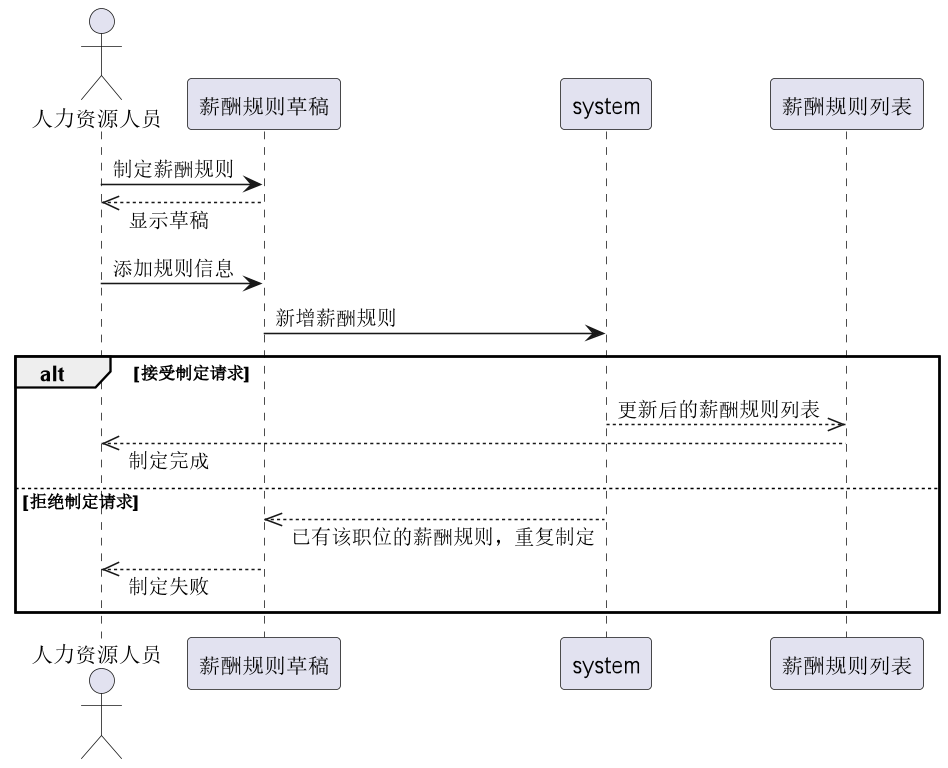 人力资源人员
薪酬规则草稿
system
薪酬规则列表
制定薪酬规则
显示草稿
添加规则信息
新增薪酬规则
alt
[接受制定请求]
更新后的薪酬规则列表
制定完成
[拒绝制定请求]
已有该职位的薪酬规则，重复制定
制定失败
人力资源人员
薪酬规则草稿
system
薪酬规则列表